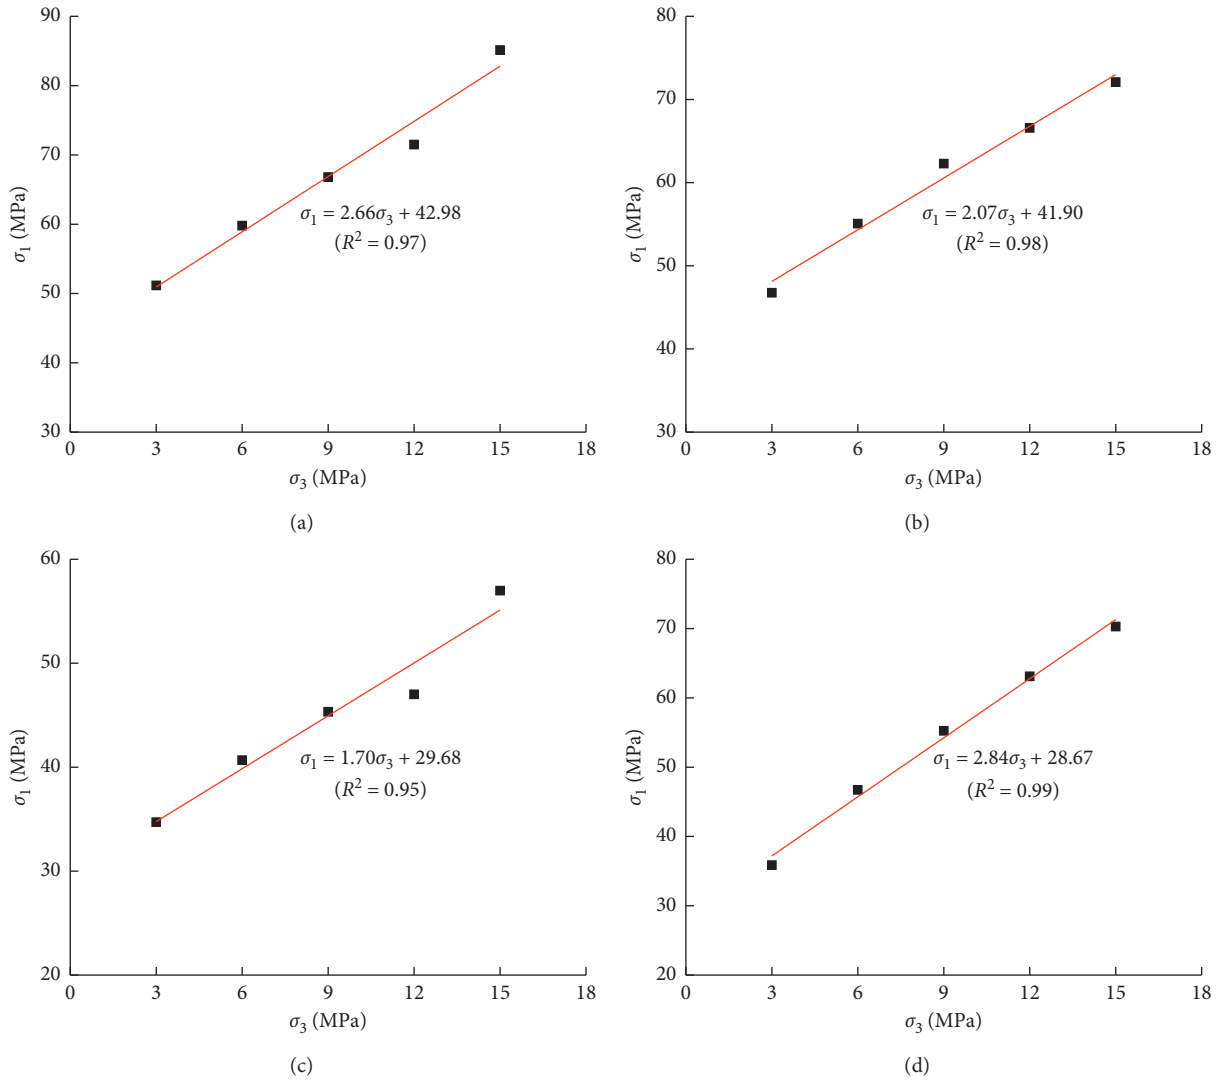 90
80
70
60
50
40
30
σ₁ (MPa)
σ₁ = 2.66σ₃ + 42.98
(R² = 0.97)
0 3 6 9 12 15 18
σ₃ (MPa)
(a)
80
70
60
50
40
30
σ₁ (MPa)
σ₁ = 2.07σ₃ + 41.90
(R² = 0.98)
0 3 6 9 12 15 18
σ₃ (MPa)
(b)
60
50
40
30
20
σ₁ (MPa)
σ₁ = 1.70σ₃ + 29.68
(R² = 0.95)
0 3 6 9 12 15 18
σ₃ (MPa)
(c)
80
70
60
50
40
30
20
σ₁ (MPa)
σ₁ = 2.84σ₃ + 28.67
(R² = 0.99)
0 3 6 9 12 15 18
σ₃ (MPa)
(d)